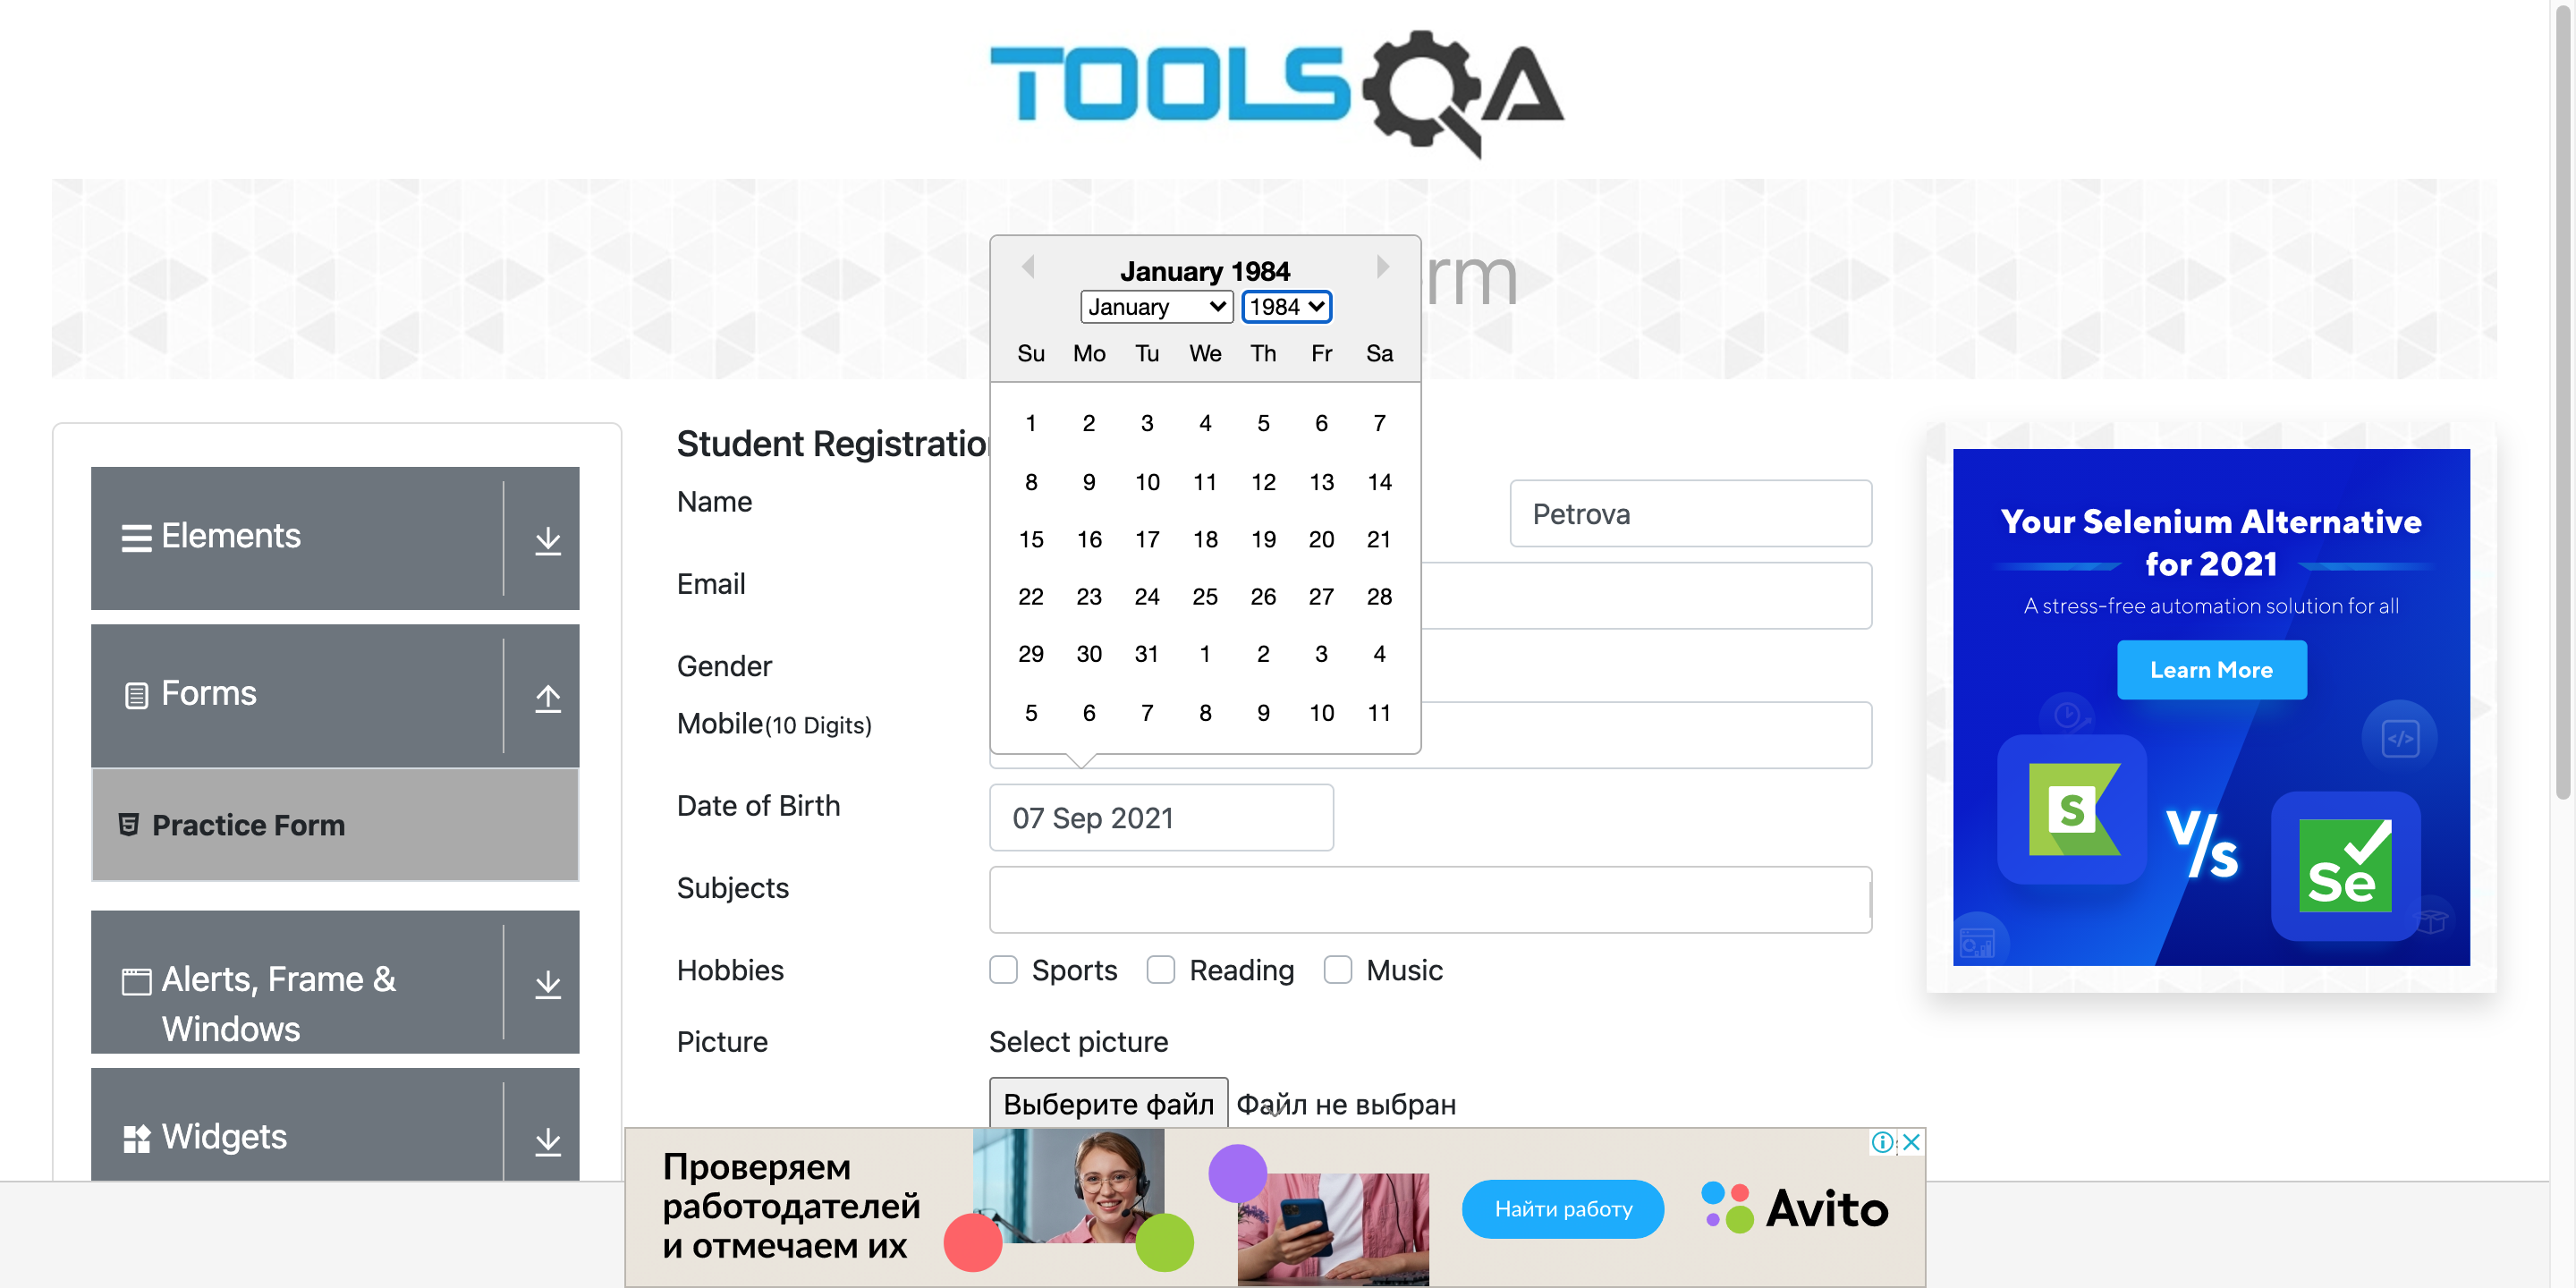 TOOLSQA
rm
January 1984
January 1984
Su Mo Tu We Th Fr Sa
1 2 3 4 5 6 7
8 9 10 11 12 13 14
15 16 17 18 19 20 21
22 23 24 25 26 27 28
29 30 31 1 2 3 4
5 6 7 8 9 10 11
Elements
Forms
Practice Form
Alerts, Frame &
Windows
Widgets
Student Registration
Name
Petrova
Email
Gender
Mobile(10 Digits)
Date of Birth
07 Sep 2021
Subjects
Hobbies
Sports Reading Music
Picture
Select picture
Выберите файл Файл не выбран
Your Selenium Alternative
for 2021
A stress-free automation solution for all
Learn More
S
V/s
Se
Проверяем
работодателей
и отмечаем их
Найти работу
Avito